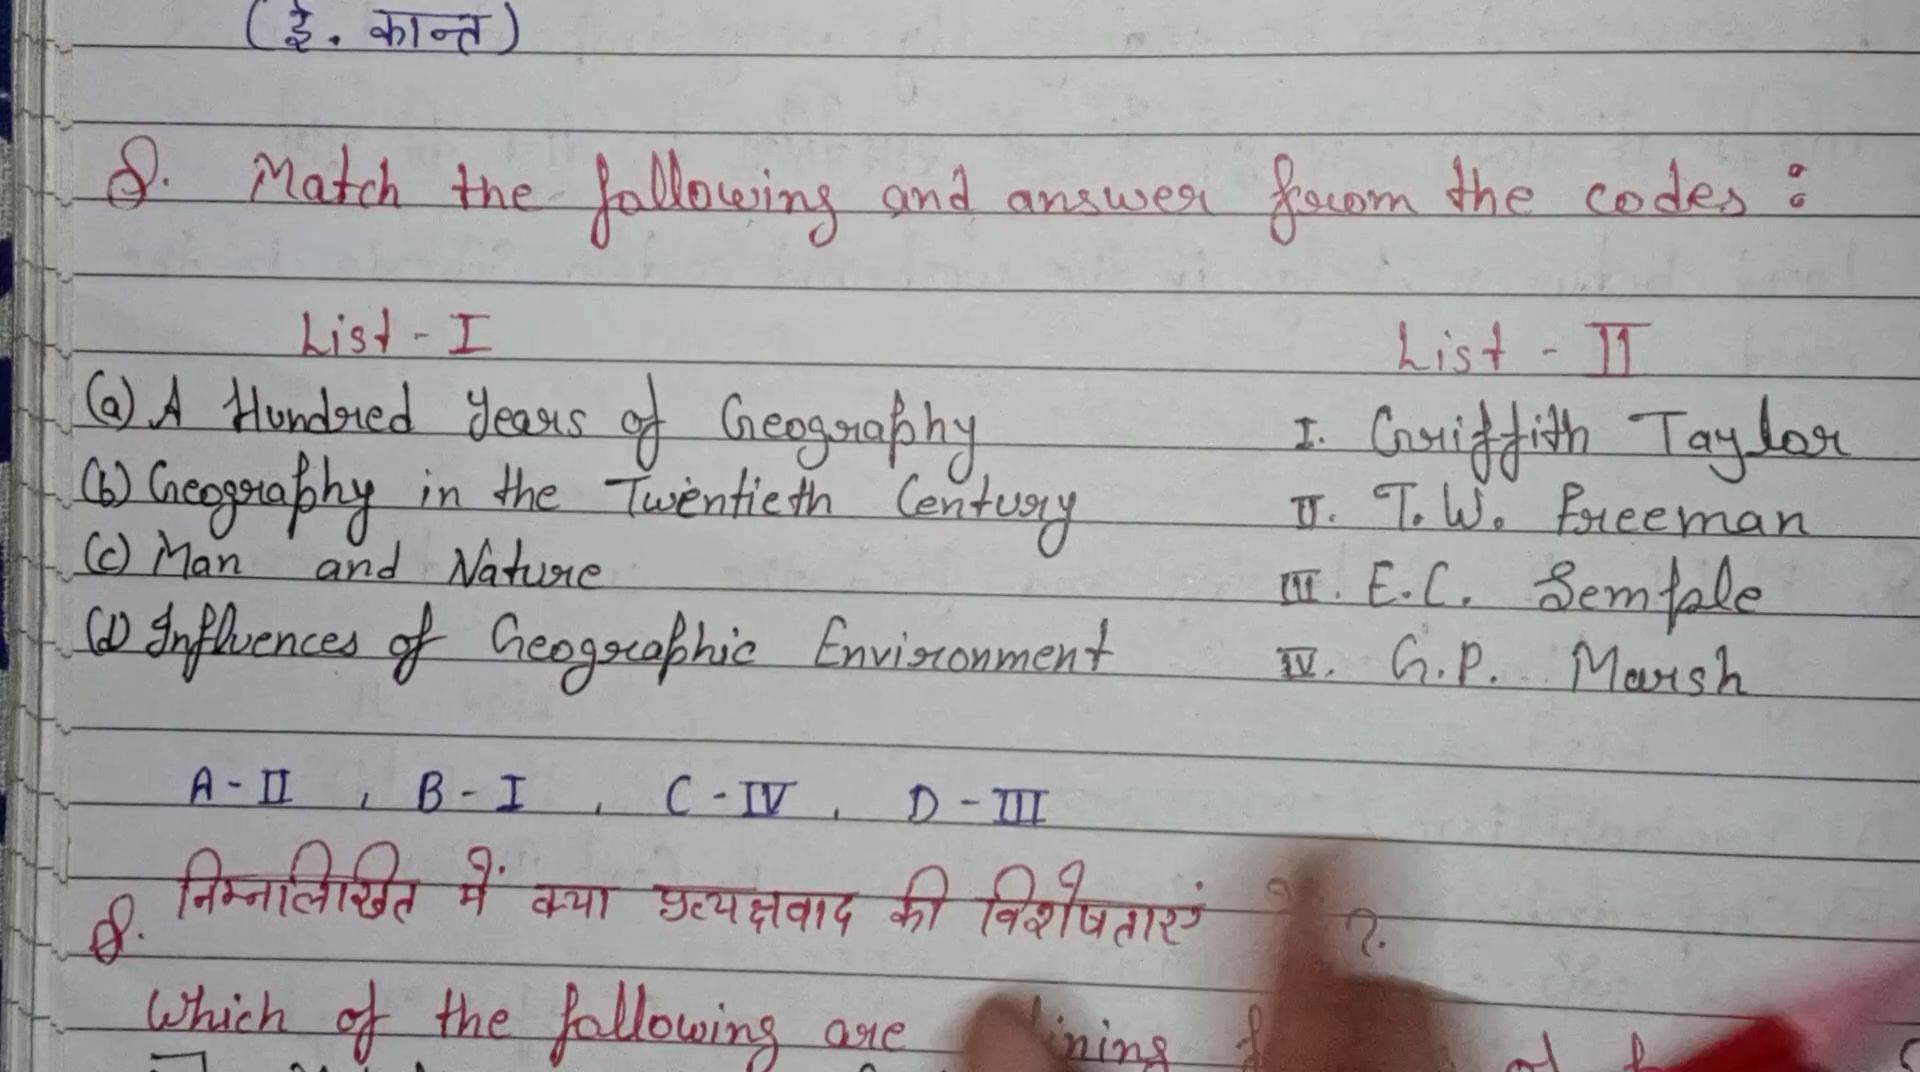 (ई. कान्त)
Q. Match the following and answer from the codes :
List - I List - II
(a) A Hundred Years of Geography I. Griffith Taylor
(b) Geography in the Twentieth Century II. T.W. Freeman
(c) Man and Nature III. E.C. Semple
(d) Influences of Geographic Environment IV. G.P. Marsh
A - II , B - I , C - IV , D - III
Q. निम्नलिखित में क्या प्रत्यक्षवाद की विशेषताएं ?
Which of the following are